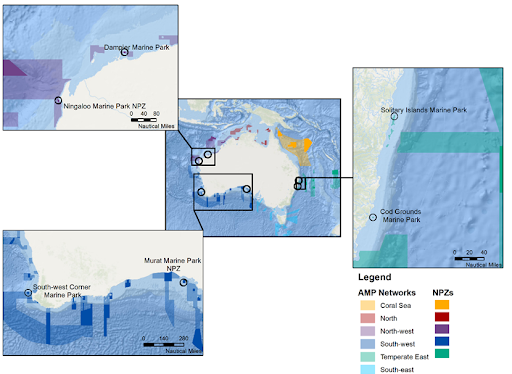 Dampier Marine Park
Ningaloo Marine Park NPZ
0 40 80
Nautical Miles
Solitary Islands Marine Park
Cod Grounds
Marine Park
0 20 40
Nautical Miles
Murat Marine Park
NPZ
South-west Corner
Marine Park
0 140 280
Nautical Miles
Legend
AMP Networks NPZs
Coral Sea
North
North-west
South-west
Temperate East
South-east